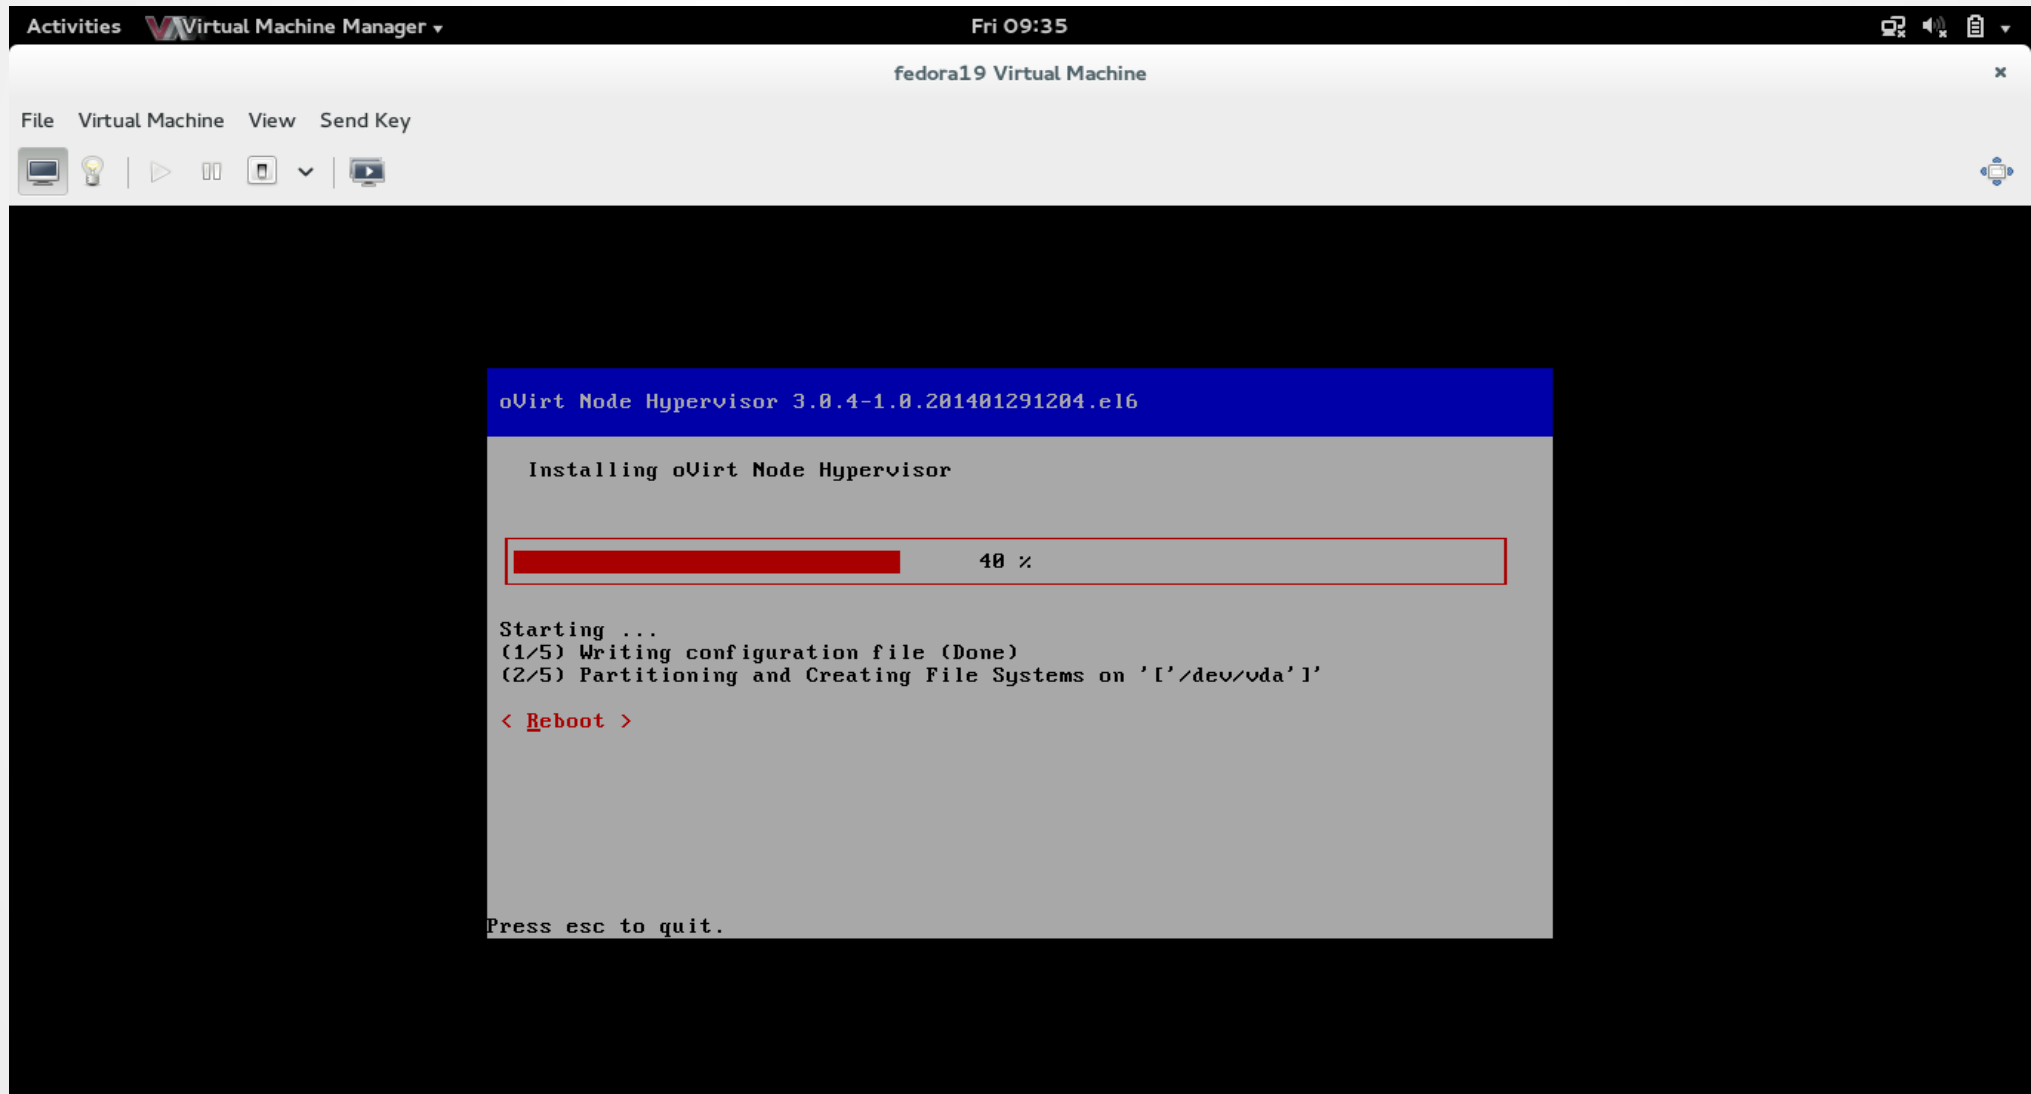 Activities Virtual Machine Manager Fri 09:35
fedora19 Virtual Machine
File Virtual Machine View Send Key
oVirt Node Hypervisor 3.0.4-1.0.201401291204.el6
Installing oVirt Node Hypervisor
40 %
Starting ...
(1/5) Writing configuration file (Done)
(2/5) Partitioning and Creating File Systems on '['/dev/vda']'
< Reboot >
Press esc to quit.